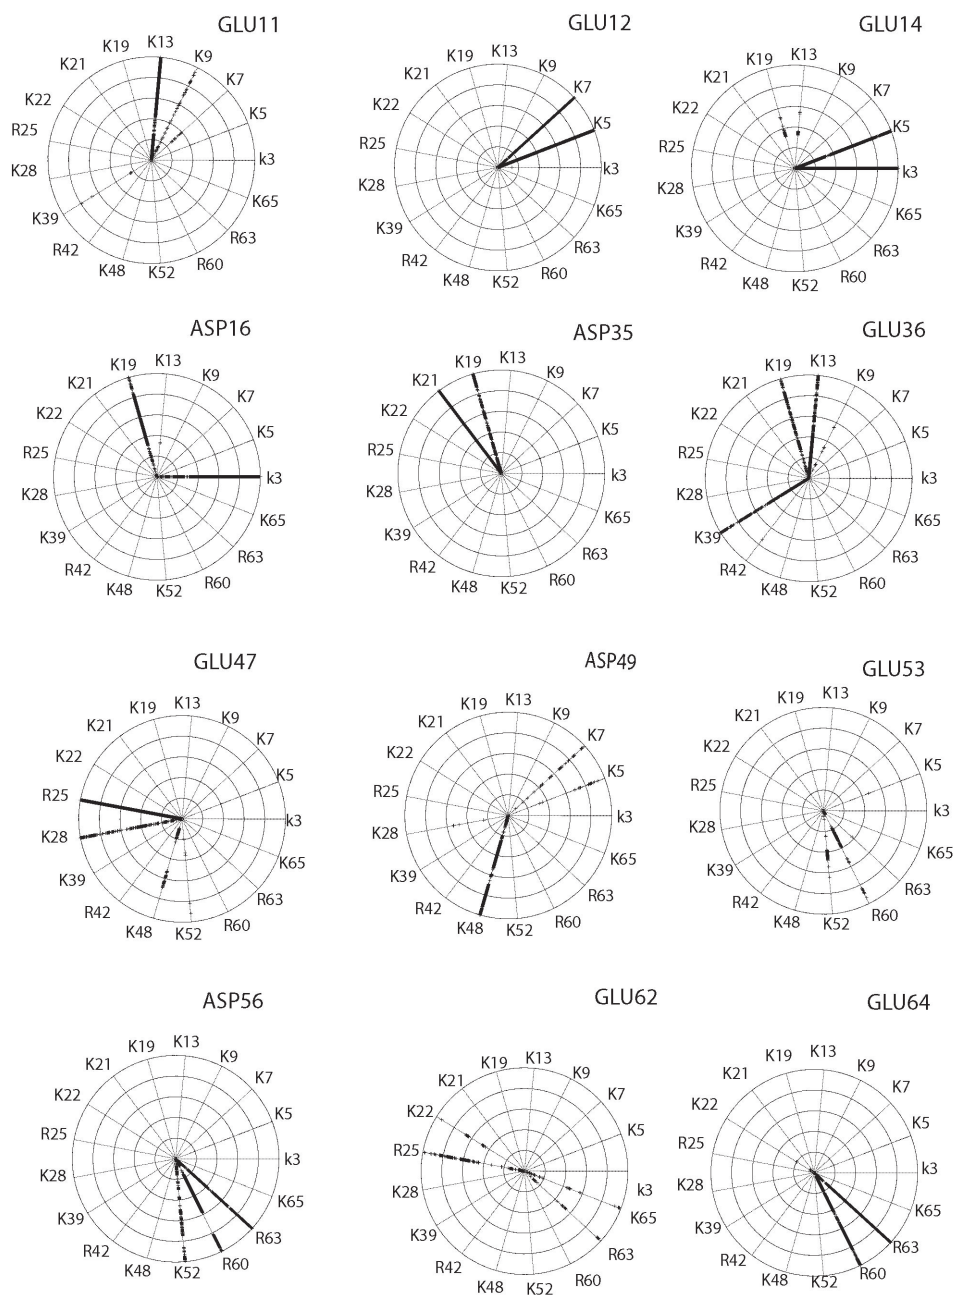 GLU11
K13
K19 K9
K21 K7
K22 K5
R25
K28 k3
K39 K65
R42 R63
K48 R60
K52
GLU12
K13
K19 K9
K21 K7
K22 K5
R25
K28 k3
K39 K65
R42 R63
K48 R60
K52
GLU14
K13
K19 K9
K21 K7
K22 K5
R25
K28 k3
K39 K65
R42 R63
K48 R60
K52
ASP16
K13
K19 K9
K21 K7
K22 K5
R25
K28 k3
K39 K65
R42 R63
K48 R60
K52
ASP35
K13
K19 K9
K21 K7
K22 K5
R25
K28 k3
K39 K65
R42 R63
K48 R60
K52
GLU36
K13
K19 K9
K21 K7
K22 K5
R25
K28 k3
K39 K65
R42 R63
K48 R60
K52
GLU47
K13
K19 K9
K21 K7
K22 K5
R25
K28 k3
K39 K65
R42 R63
K48 R60
K52
ASP49
K13
K19 K9
K21 K7
K22 K5
R25
K28 k3
K39 K65
R42 R63
K48 R60
K52
GLU53
K13
K19 K9
K21 K7
K22 K5
R25
K28 k3
K39 K65
R42 R63
K48 R60
K52
ASP56
K13
K19 K9
K21 K7
K22 K5
R25
K28 k3
K39 K65
R42 R63
K48 R60
K52
GLU62
K13
K19 K9
K21 K7
K22 K5
R25
K28 k3
K39 K65
R42 R63
K48 R60
K52
GLU64
K13
K19 K9
K21 K7
K22 K5
R25
K28 k3
K39 K65
R42 R63
K48 R60
K52